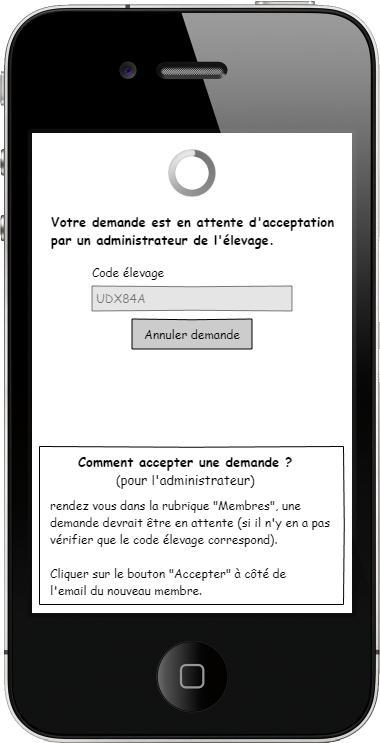 Votre demande est en attente d'acceptation
par un administrateur de l'élevage.
Code élevage
UDX84A
Annuler demande
Comment accepter une demande ?
(pour l'administrateur)
rendez vous dans la rubrique "Membres", une
demande devrait être en attente (si il n'y en a pas
vérifier que le code élevage correspond).
Cliquer sur le bouton "Accepter" à côté de
l'email du nouveau membre.